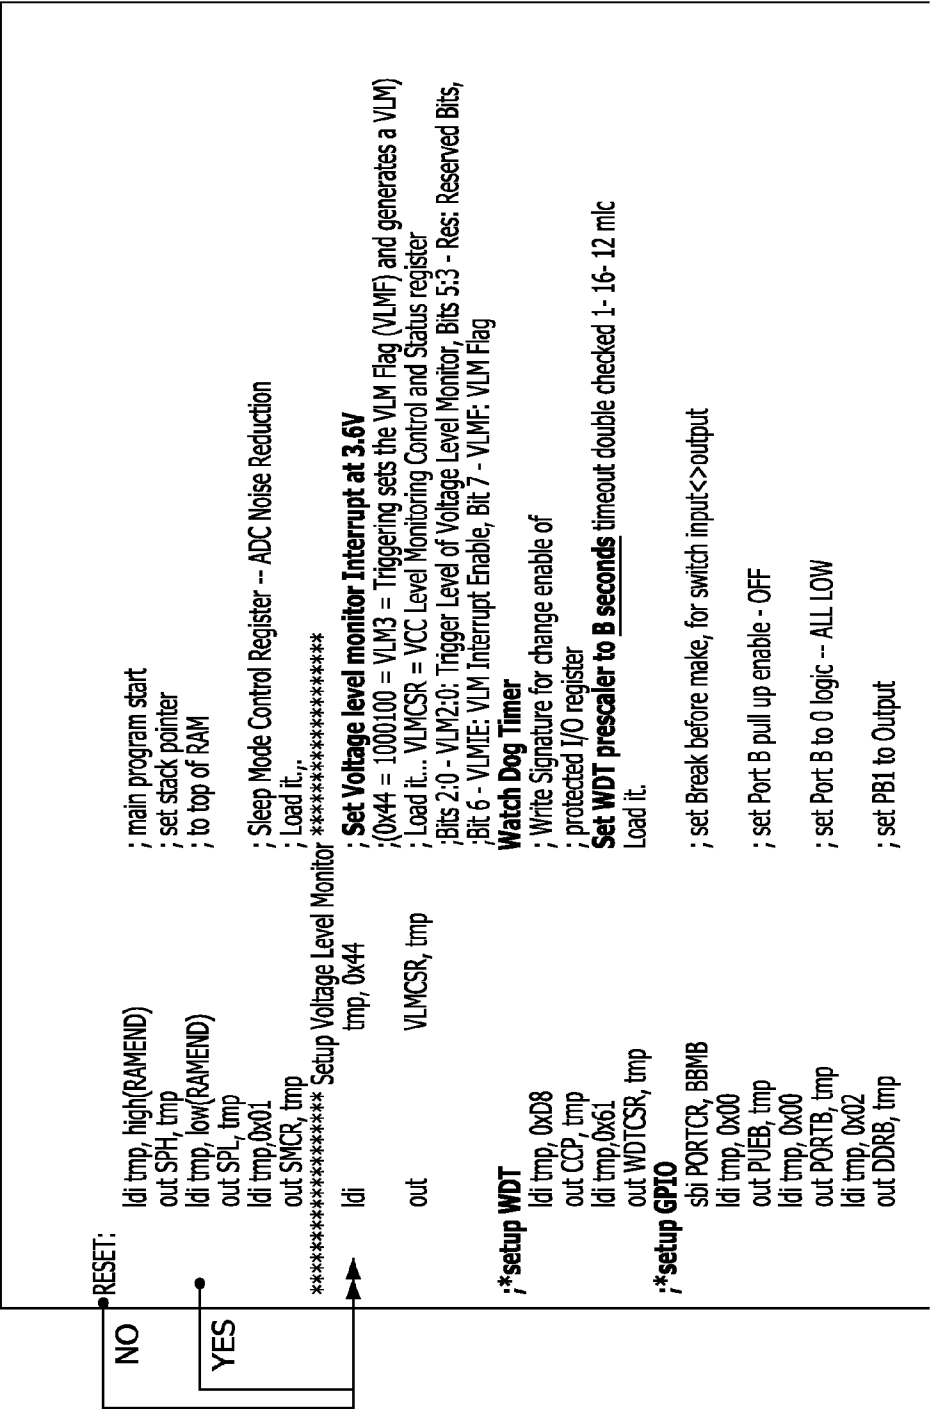 NO
YES
RESET:
ldi tmp, high(RAMEND) ; main program start
out SPH, tmp ; set stack pointer
ldi tmp, low(RAMEND) ; to top of RAM
out SPL, tmp
ldi tmp,0x01 ; Sleep Mode Control Register -- ADC Noise Reduction
out SMCR, tmp ; Load it.,.
******************** Setup Voltage Level Monitor ********************
ldi tmp, 0x44 ; Set Voltage level monitor Interrupt at 3.6V
;(0x44 = 1000100 = VLM3 = Triggering sets the VLM Flag (VLMF) and generates a VLM)
out VLMCSR, tmp ; Load it... VLMCSR = VCC Level Monitoring Control and Status register
;Bits 2:0 - VLM2:0: Trigger Level of Voltage Level Monitor, Bits 5:3 - Res: Reserved Bits,
;Bit 6 - VLMIE: VLM Interrupt Enable, Bit 7 - VLMF: VLM Flag
;*setup WDT Watch Dog Timer
ldi tmp, 0xD8 ; Write Signature for change enable of
out CCP, tmp ; protected I/O register
ldi tmp,0x61 Set WDT prescaler to B seconds timeout double checked 1- 16- 12 mlc
out WDTCSR, tmp Load it.
;*setup GPIO
sbi PORTCR, BBMB ; set Break before make, for switch input<>output
ldi tmp, 0x00
out PUEB, tmp ; set Port B pull up enable - OFF
ldi tmp, 0x00
out PORTB, tmp ; set Port B to 0 logic -- ALL LOW
ldi tmp, 0x02
out DDRB, tmp ; set PB1 to Output